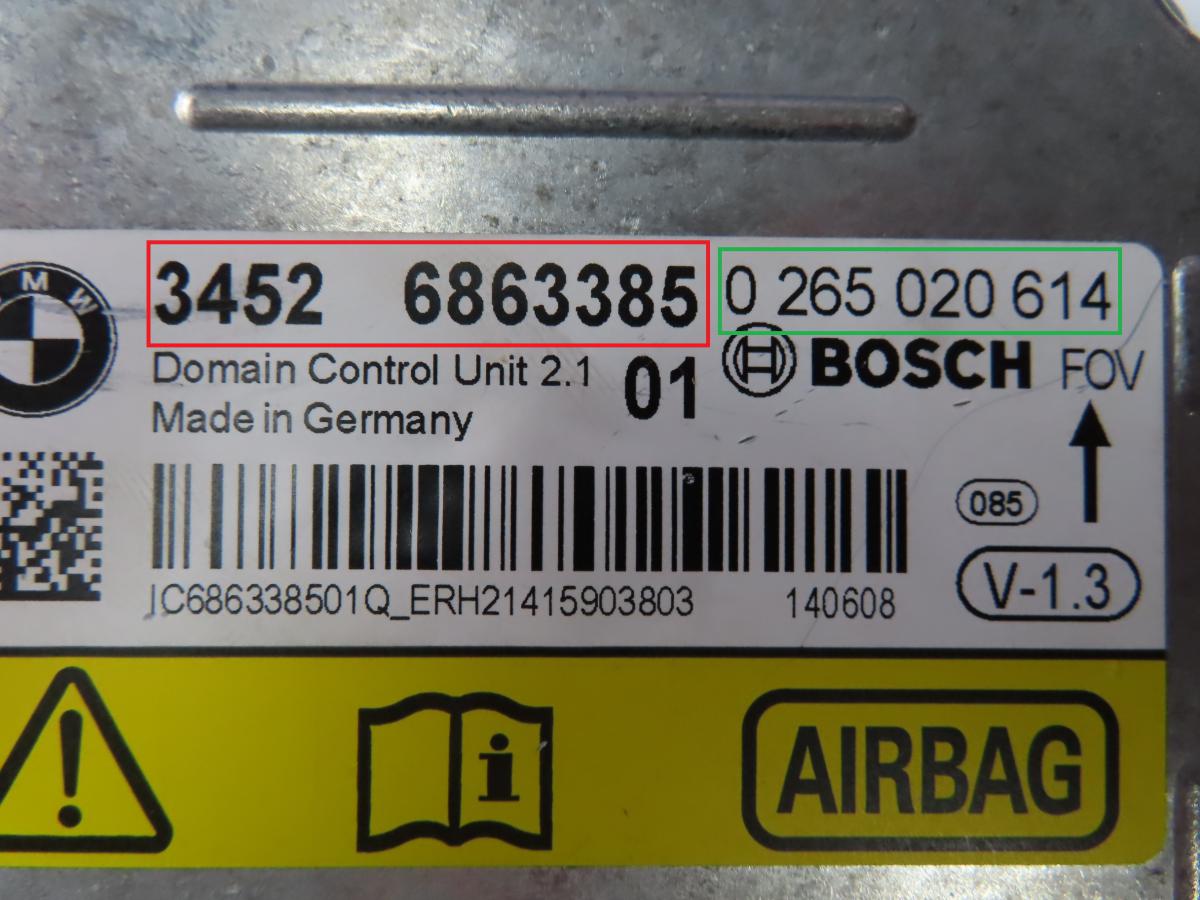 BMW
3452 6863385
0 265 020 614
Domain Control Unit 2.1
01
BOSCH
FOV
Made in Germany
085
JC686338501Q_ERH21415903803
140608
V-1.3
i
AIRBAG